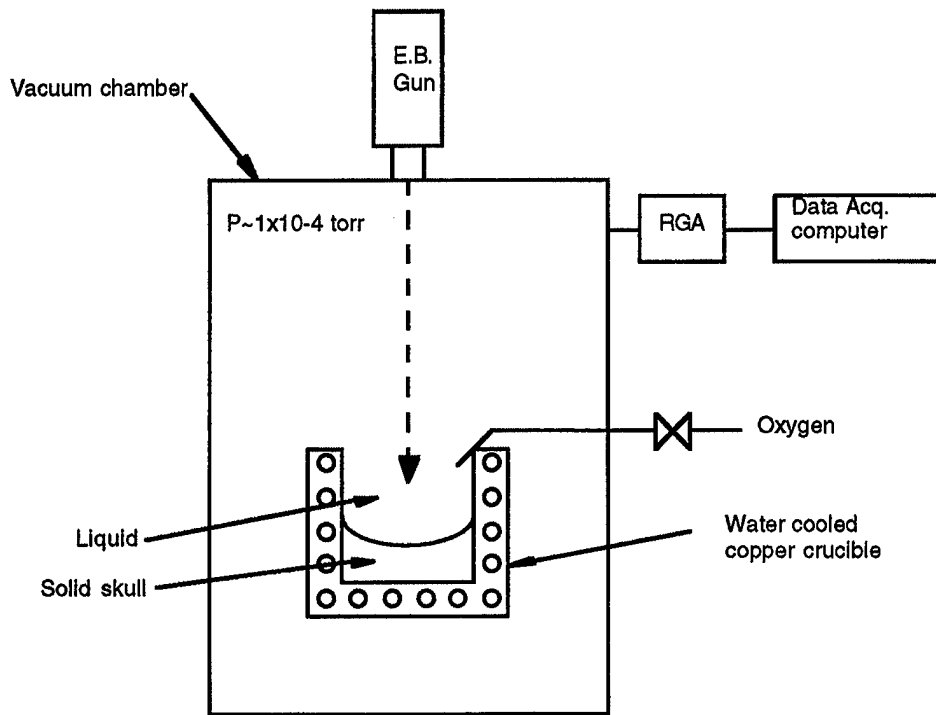 E.B.
Gun
Vacuum chamber
P~1x10-4 torr
RGA
Data Acq.
computer
Oxygen
Liquid
Water cooled
copper crucible
Solid skull